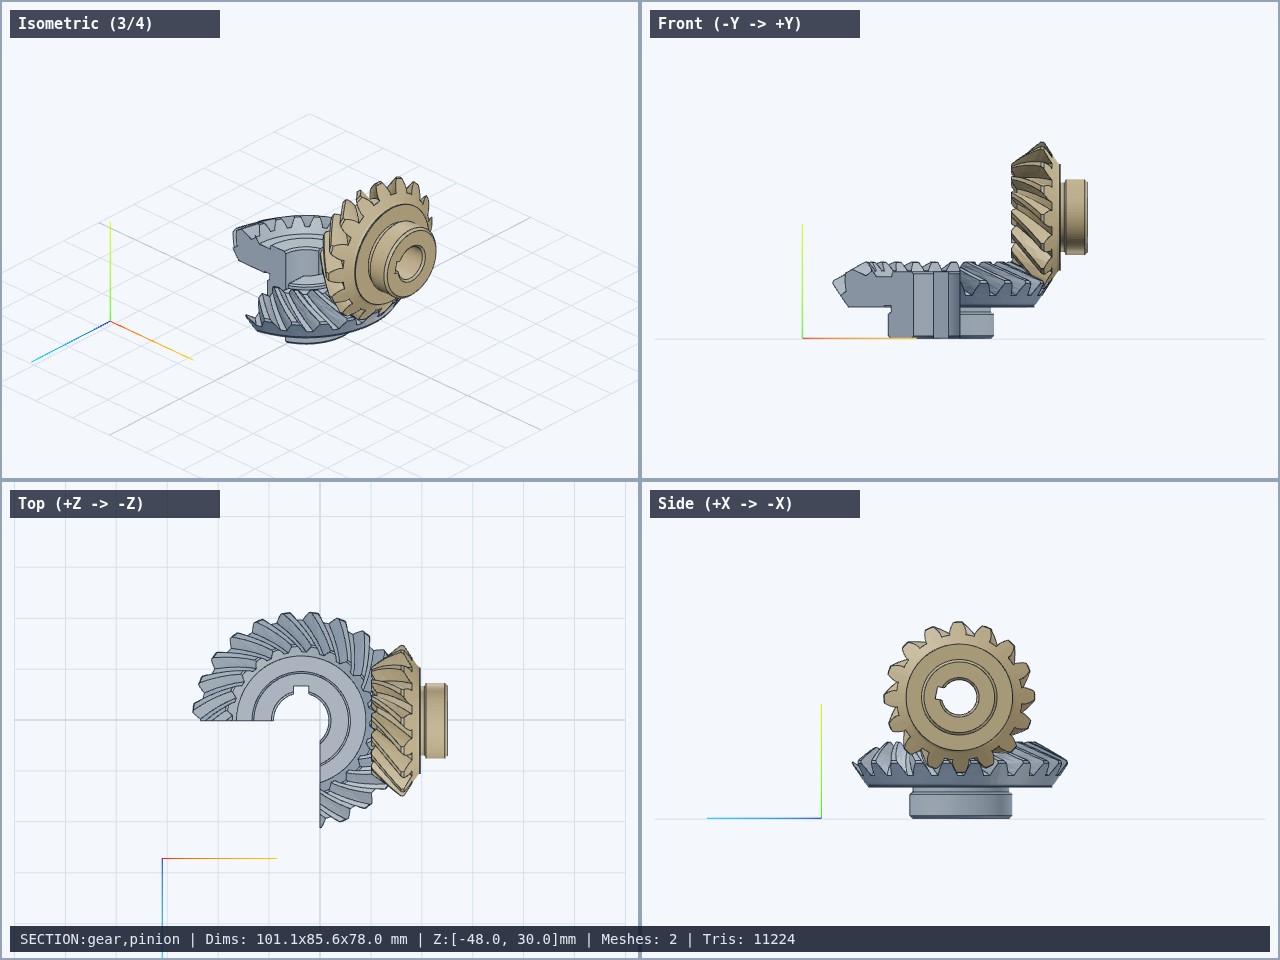 Isometric (3/4)
Front (-Y -> +Y)
Top (+Z -> -Z)
Side (+X -> -X)
SECTION:gear,pinion | Dims: 101.1x85.6x78.0 mm | Z:[-48.0, 30.0]mm | Meshes: 2 | Tris: 11224